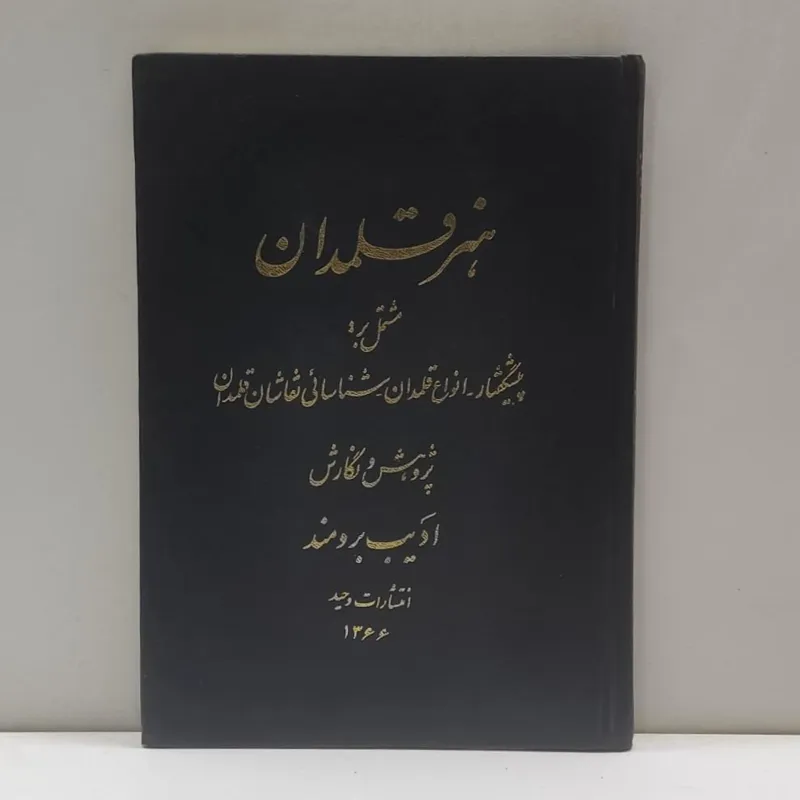 هنر قلمدان
مشتمل بر:
پیشگفتار - انواع قلمدان - شناسائی نقاشان قلمدان
پژوهش و نگارش
ادیب برومند
انتشارات وحید
۱۳۶۶